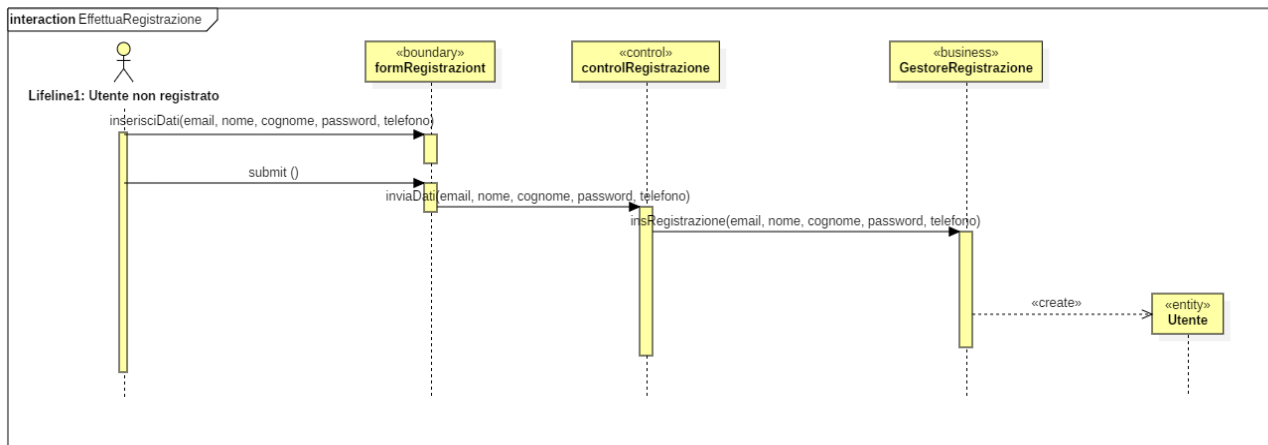 interaction EffettuaRegistrazione
«boundary»
formRegistraziont
«control»
controlRegistrazione
«business»
GestoreRegistrazione
Lifeline1: Utente non registrato
inserisciDati(email, nome, cognome, password, telefono)
submit ()
inviaDati(email, nome, cognome, password, telefono)
insRegistrazione(email, nome, cognome, password, telefono)
«create»
«entity»
Utente